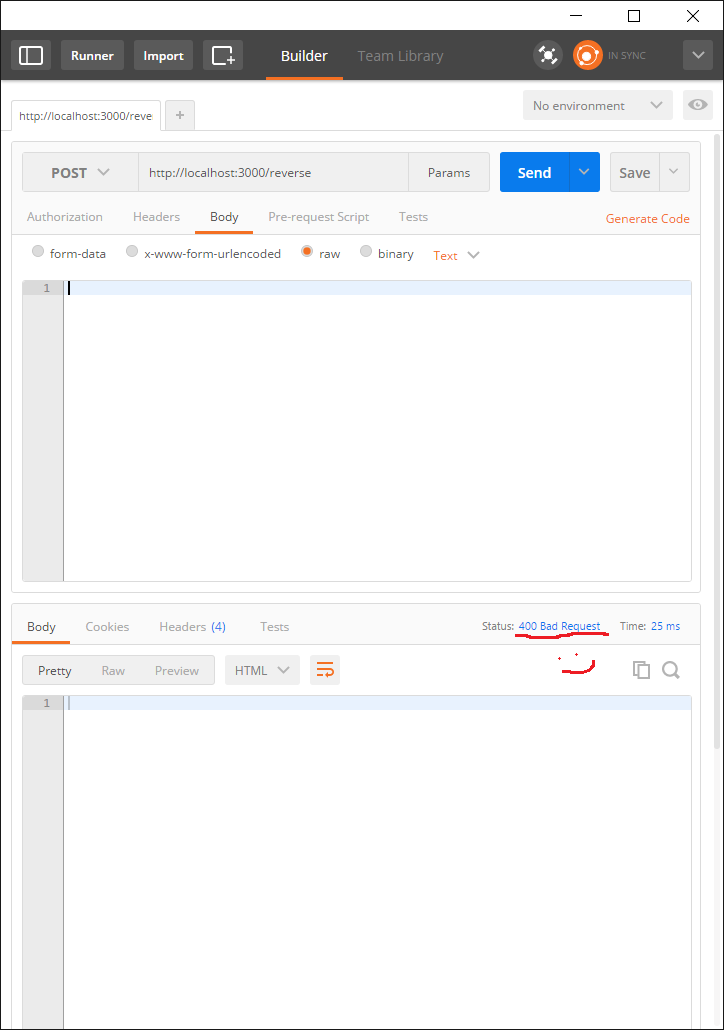 Runner Import Builder Team Library IN SYNC
http://localhost:3000/reve + No environment
POST http://localhost:3000/reverse Params Send Save
Authorization Headers Body Pre-request Script Tests Generate Code
form-data x-www-form-urlencoded raw binary Text
1
Body Cookies Headers (4) Tests Status: 400 Bad Request Time: 25 ms
Pretty Raw Preview HTML
1